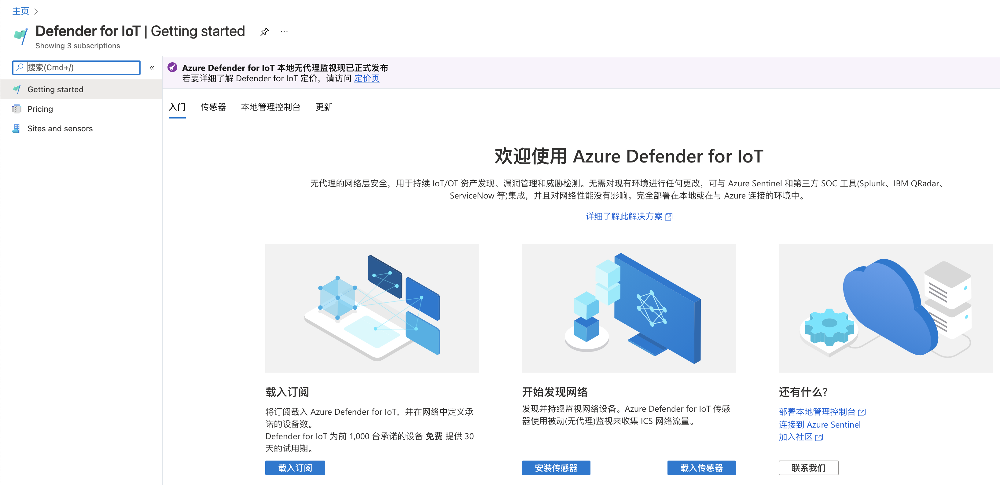 主页
Defender for IoT | Getting started
Showing 3 subscriptions
搜索(Cmd+/)
Getting started
Pricing
Sites and sensors
Azure Defender for IoT 本地无代理监视现已正式发布
若要详细了解 Defender for IoT 定价，请访问 定价页
入门 传感器 本地管理控制台 更新
欢迎使用 Azure Defender for IoT
无代理的网络层安全，用于持续 IoT/OT 资产发现、漏洞管理和威胁检测。无需对现有环境进行任何更改，可与 Azure Sentinel 和第三方 SOC 工具(Splunk、IBM QRadar、
ServiceNow 等)集成，并且对网络性能没有影响。完全部署在本地或在与 Azure 连接的环境中。
详细了解此解决方案
载入订阅
将订阅载入 Azure Defender for IoT，并在网络中定义承
诺的设备数。
Defender for IoT 为前 1,000 台承诺的设备 免费 提供 30
天的试用期。
载入订阅
开始发现网络
发现并持续监视网络设备。Azure Defender for IoT 传感
器使用被动(无代理)监视来收集 ICS 网络流量。
安装传感器 载入传感器
还有什么?
部署本地管理控制台
连接到 Azure Sentinel
加入社区
联系我们